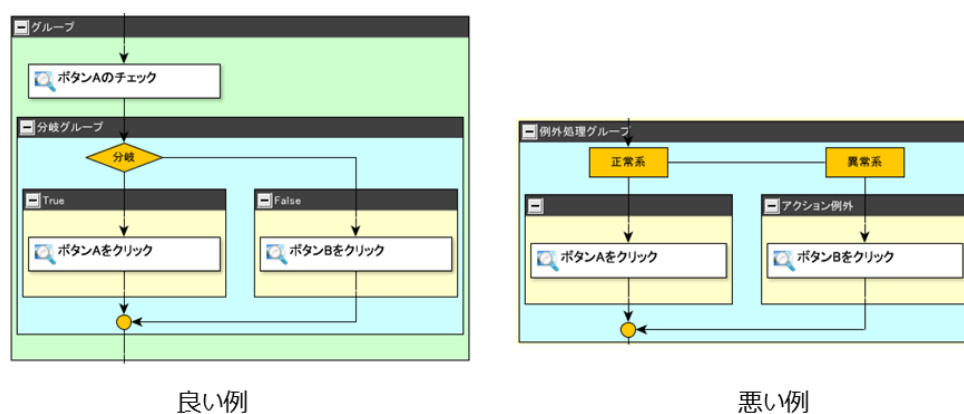 グループ
ボタンAのチェック
分岐グループ
分岐
True
False
ボタンAをクリック
ボタンBをクリック
良い例
例外処理グループ
正常系
異常系
アクション例外
ボタンAをクリック
ボタンBをクリック
悪い例